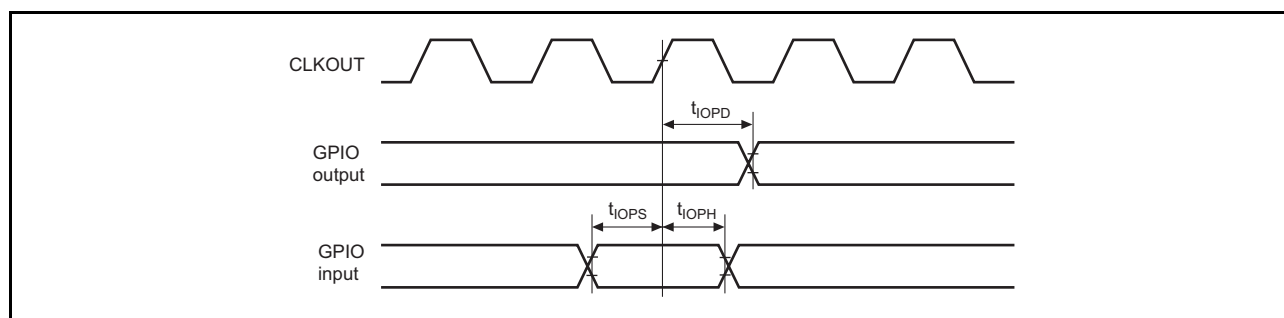 CLKOUT
tIOPD
GPIO
output
tIOPS tIOPH
GPIO
input